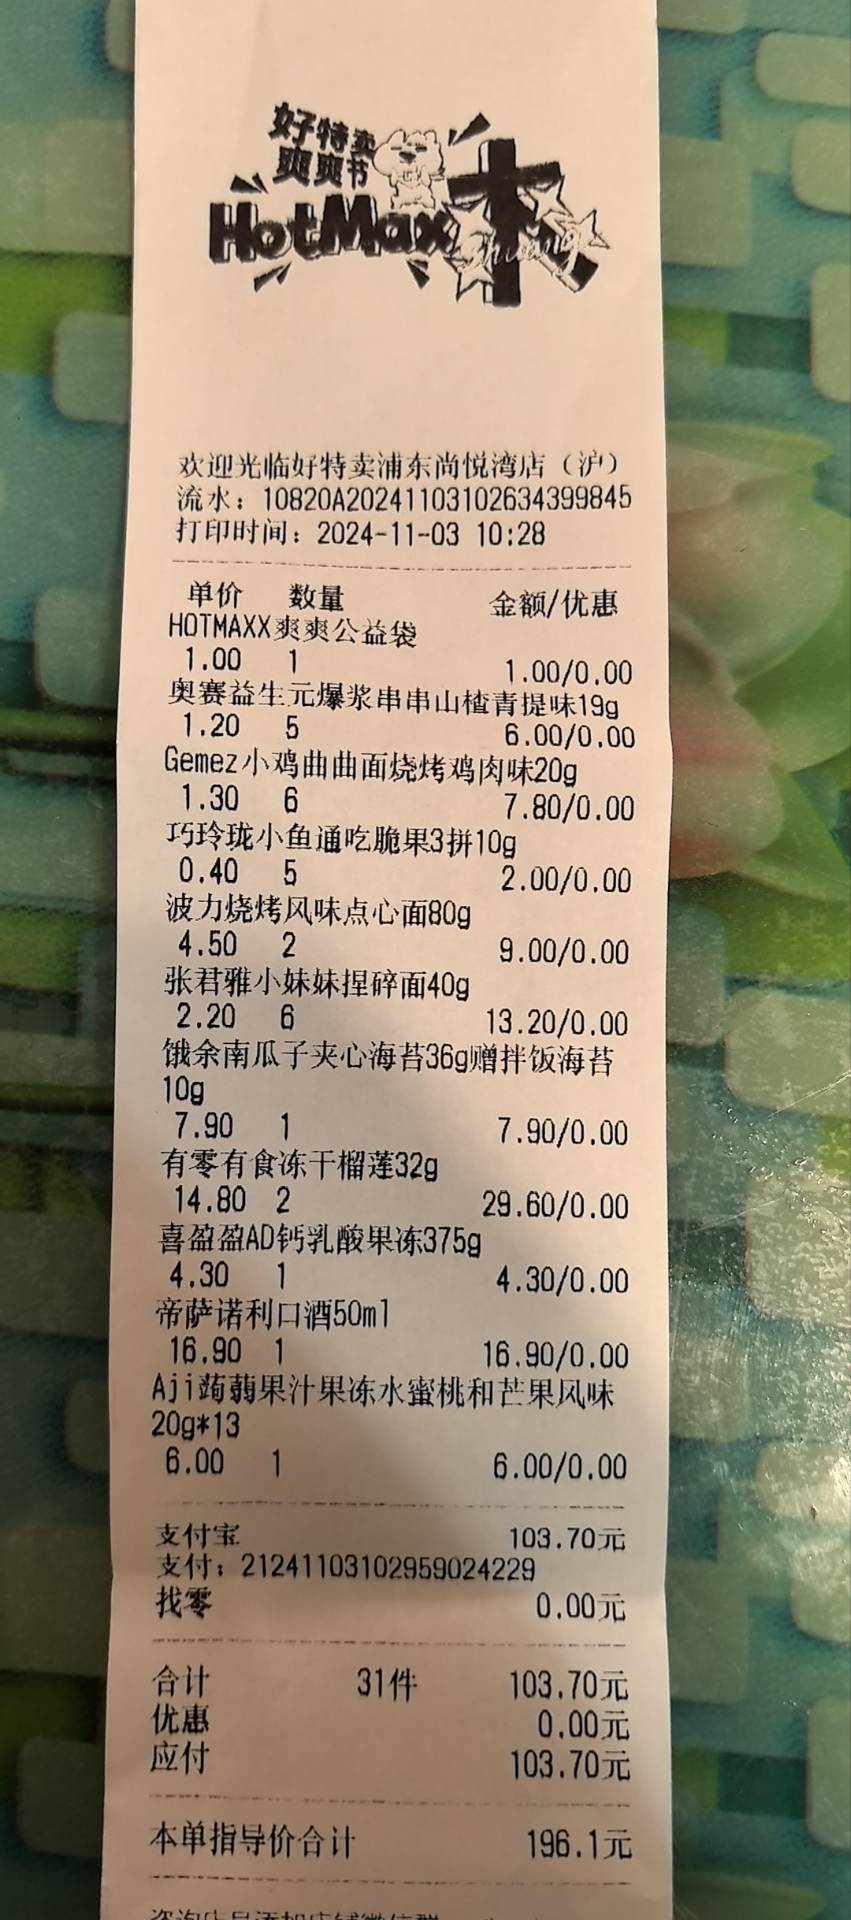 好特卖
爽爽节
HotMaxx
Shuang
欢迎光临好特卖浦东尚悦湾店（沪）
流水：10820A202411031026343998​45
打印时间：2024-11-03 10:28
单价 数量 金额/优惠
HOTMAXX爽爽公益袋
1.00 1 1.00/0.00
奥赛益生元爆浆串串山楂青提味19g
1.20 5 6.00/0.00
Gemez小鸡曲曲面烧烤鸡肉味20g
1.30 6 7.80/0.00
巧玲珑小鱼通吃脆果3拼10g
0.40 5 2.00/0.00
波力烧烤风味点心面80g
4.50 2 9.00/0.00
张君雅小妹妹捏碎面40g
2.20 6 13.20/0.00
饿余南瓜子夹心海苔36g赠拌饭海苔
10g
7.90 1 7.90/0.00
有零有食冻干榴莲32g
14.80 2 29.60/0.00
喜盈盈AD钙乳酸果冻375g
4.30 1 4.30/0.00
帝萨诺利口酒50ml
16.90 1 16.90/0.00
Aji蒟蒻果汁果冻水蜜桃和芒果风味
20g*13
6.00 1 6.00/0.00
支付宝 103.70元
支付：212411031029590​24229
找零 0.00元
合计 31件 103.70元
优惠 0.00元
应付 103.70元
本单指导价合计 196.1元